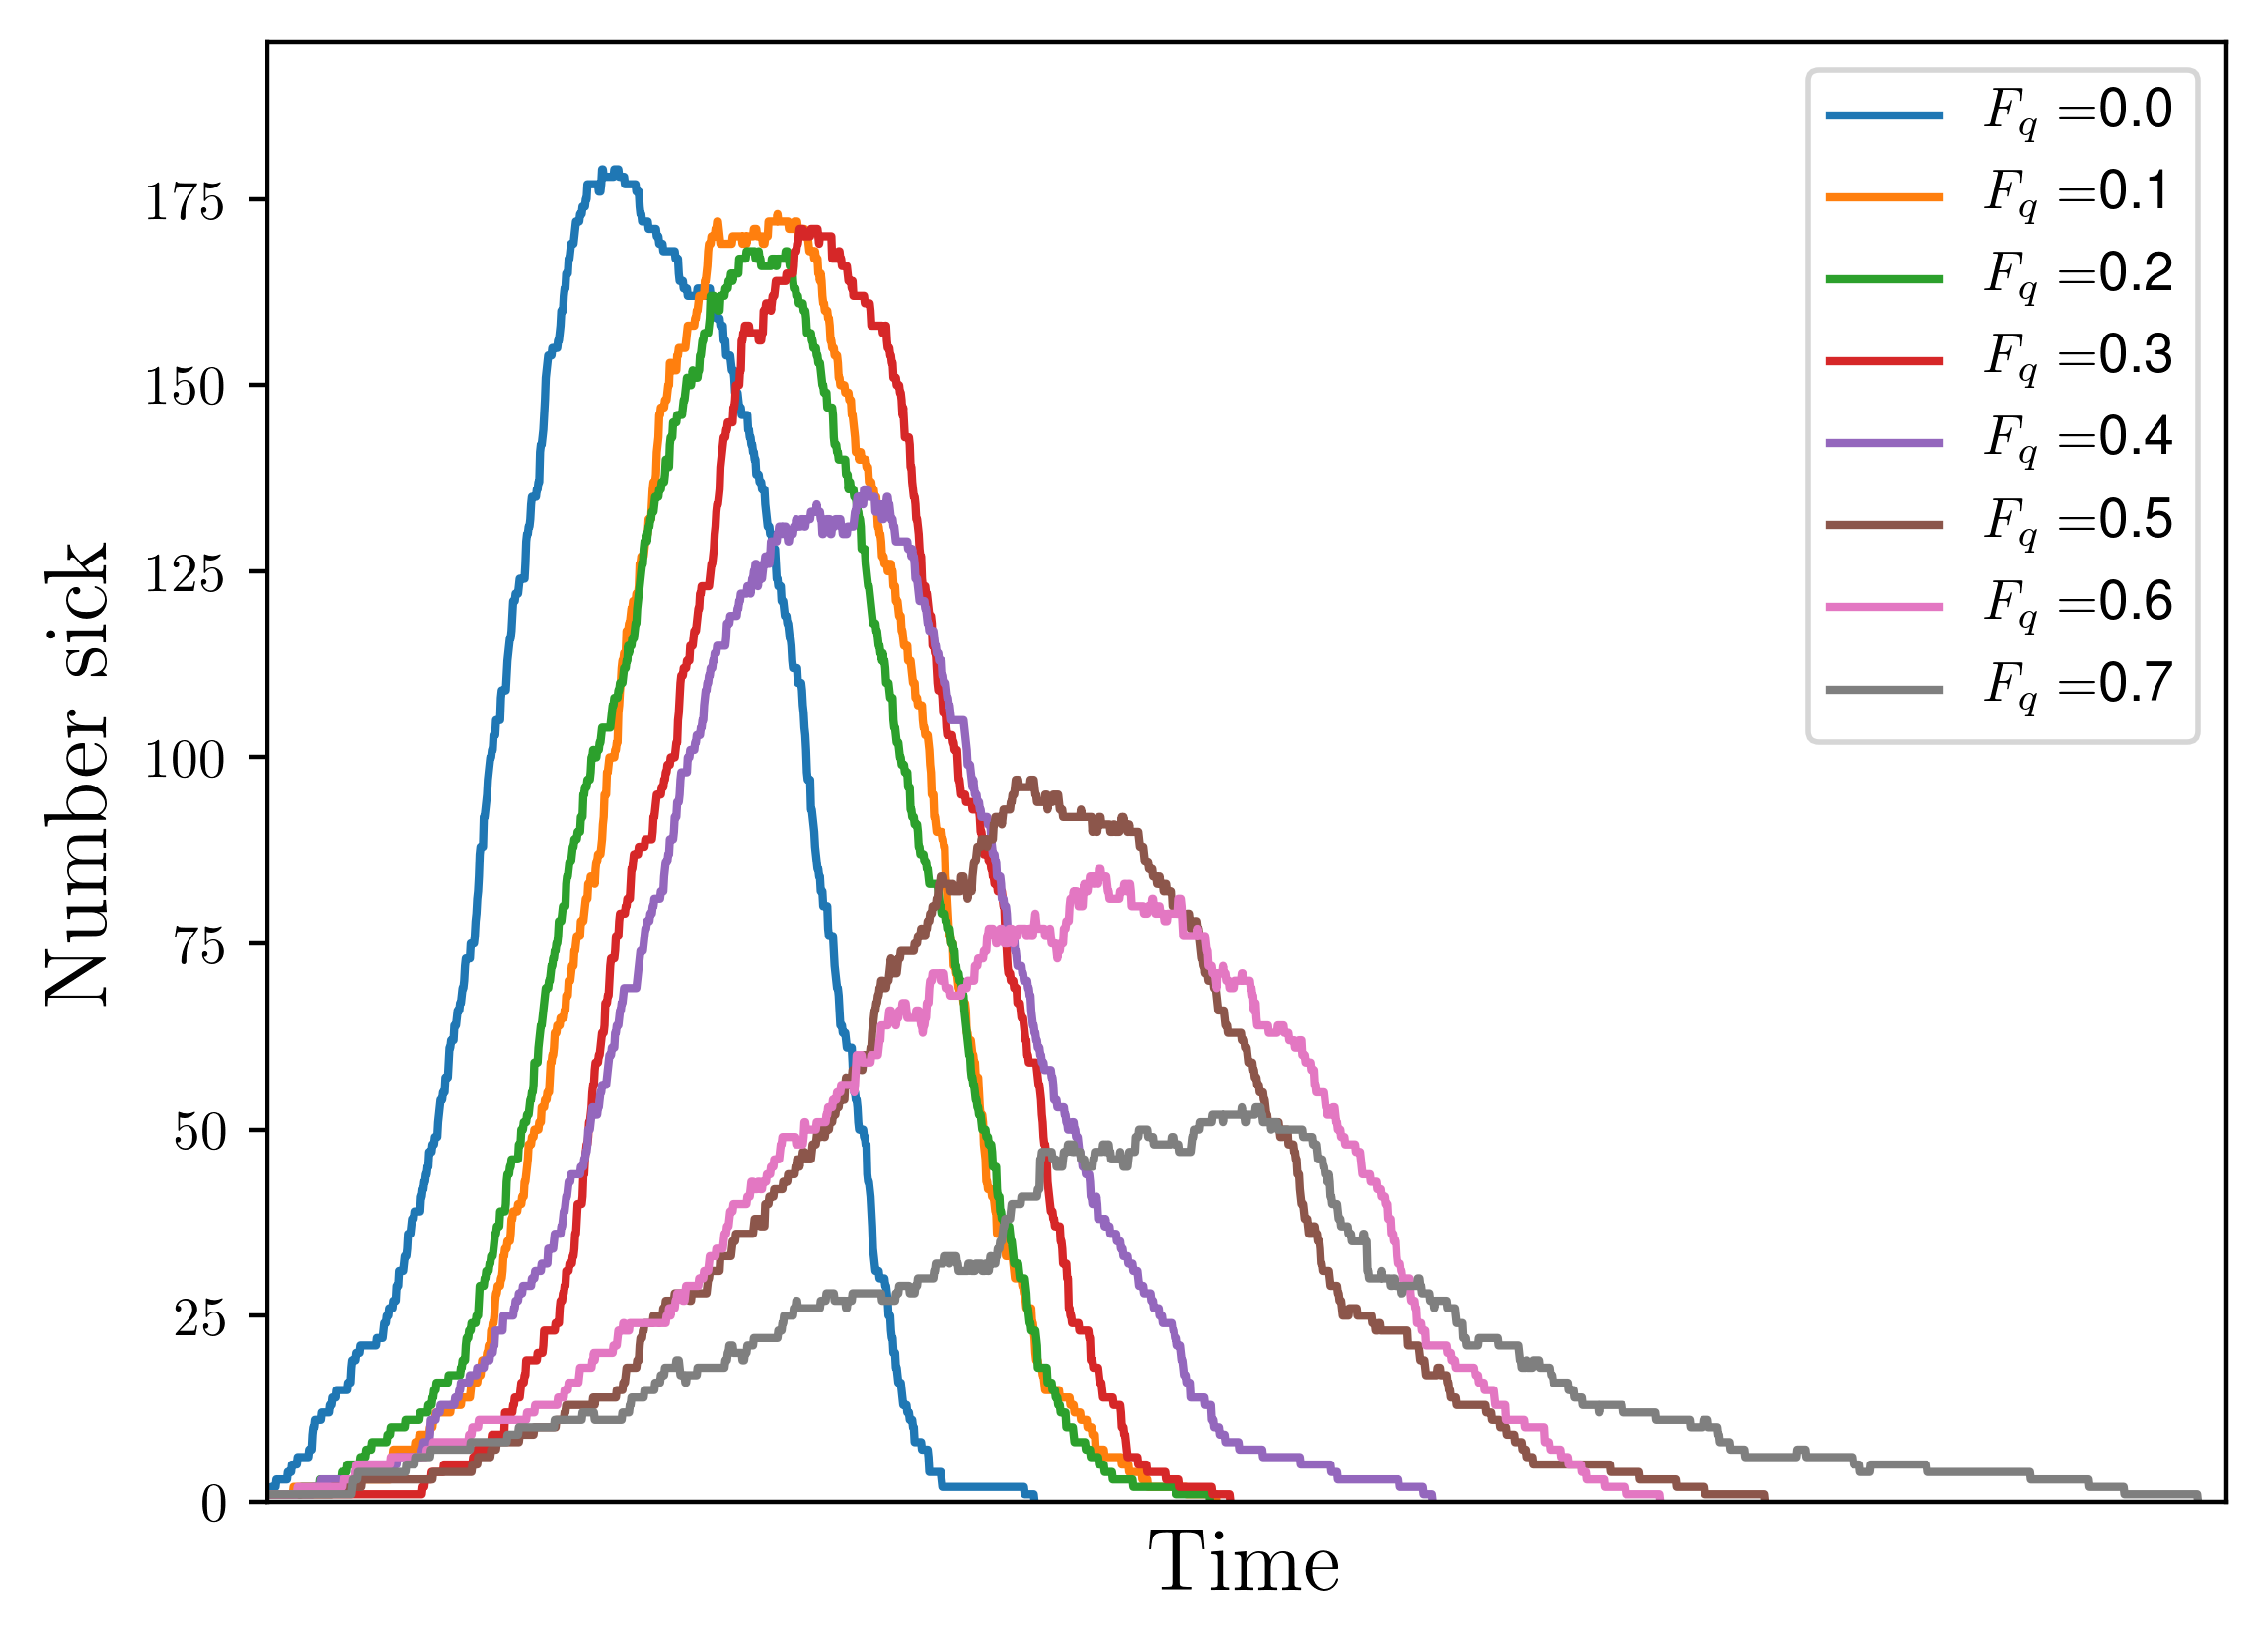 Number sick
175
150
125
100
75
50
25
0
Time
F_q =0.0
F_q =0.1
F_q =0.2
F_q =0.3
F_q =0.4
F_q =0.5
F_q =0.6
F_q =0.7